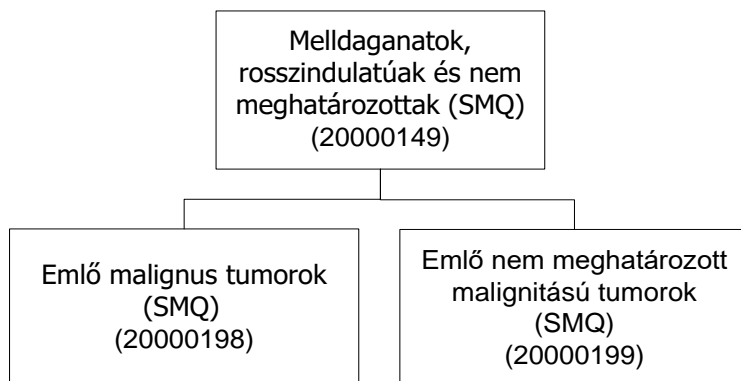 Melldaganatok,
rosszindulatúak és nem
meghatározottak (SMQ)
(20000149)
Emlő malignus tumorok
(SMQ)
(20000198)
Emlő nem meghatározott
malignitású tumorok
(SMQ)
(20000199)